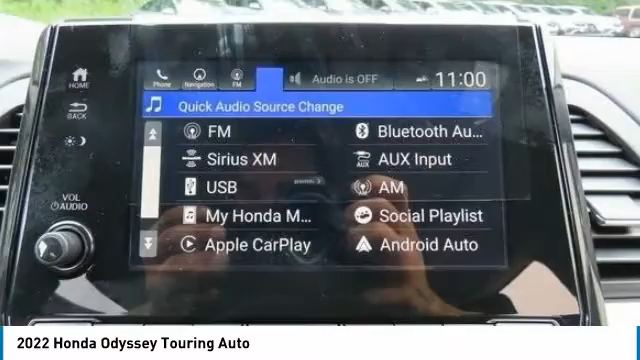 HOME
Phone
Navigation
FM
Audio is OFF
11:00
BACK
Quick Audio Source Change
FM
Bluetooth Au...
Sirius XM
AUX
AUX Input
USB
AM
My Honda M...
Social Playlist
Apple CarPlay
Android Auto
VOL
AUDIO
2022 Honda Odyssey Touring Auto